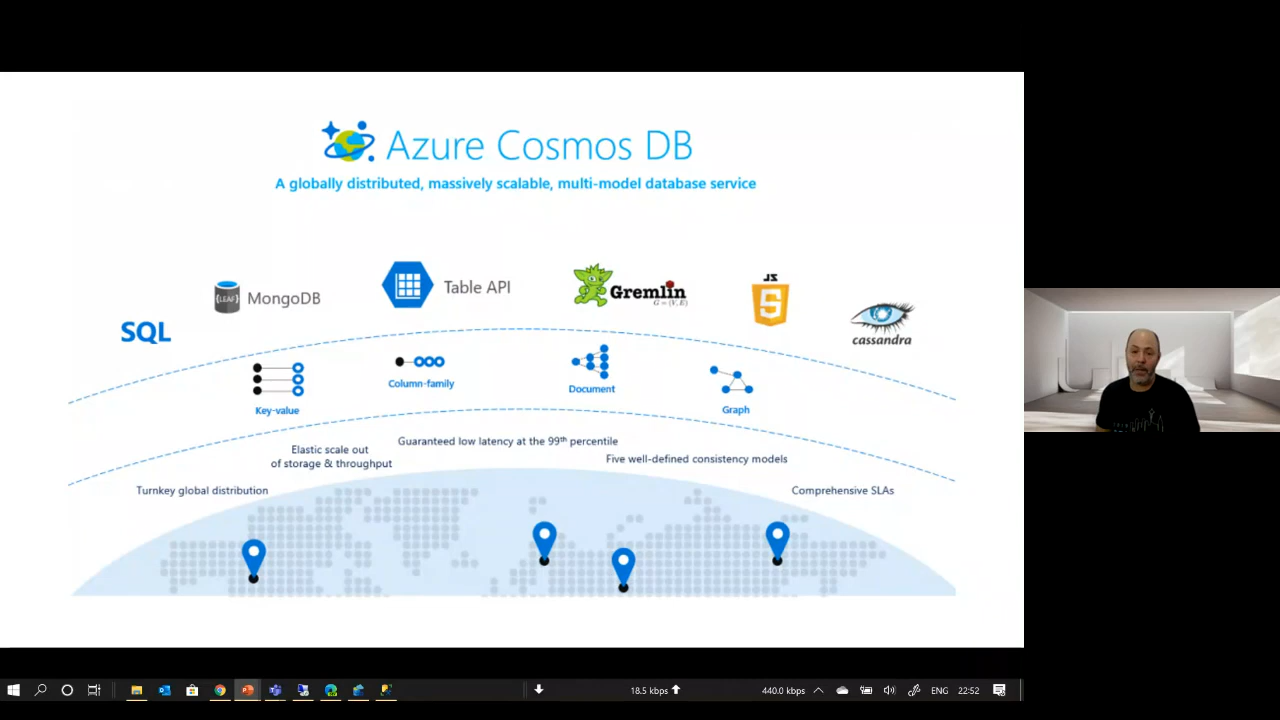 Azure Cosmos DB
A globally distributed, massively scalable, multi-model database service
SQL
{LEAF}
MongoDB
Table API
Gremlin
G = (V, E)
JS
5
cassandra
Key-value
Column-family
Document
Graph
Turnkey global distribution
Elastic scale out
of storage & throughput
Guaranteed low latency at the 99th percentile
Five well-defined consistency models
Comprehensive SLAs
18.5 kbps
440.0 kbps
ENG
22:52